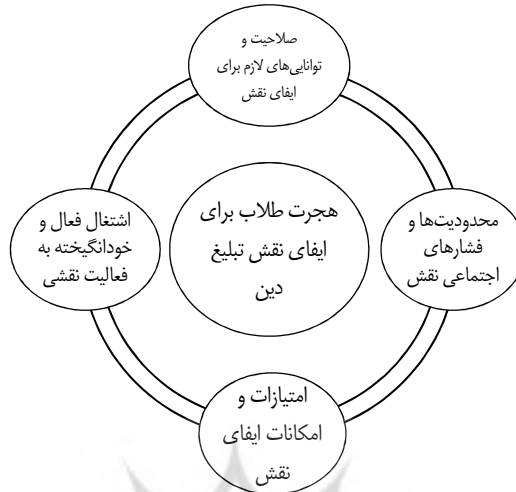 صلاحیت و
توانایی‌های لازم برای
ایفای نقش
محدودیت‌ها و
فشارهای
اجتماعی نقش
هجرت طلاب برای
ایفای نقش تبلیغ
دین
اشتغال فعال و
خودانگیخته به
فعالیت نقشی
امتیازات و
امکانات ایفای
نقش